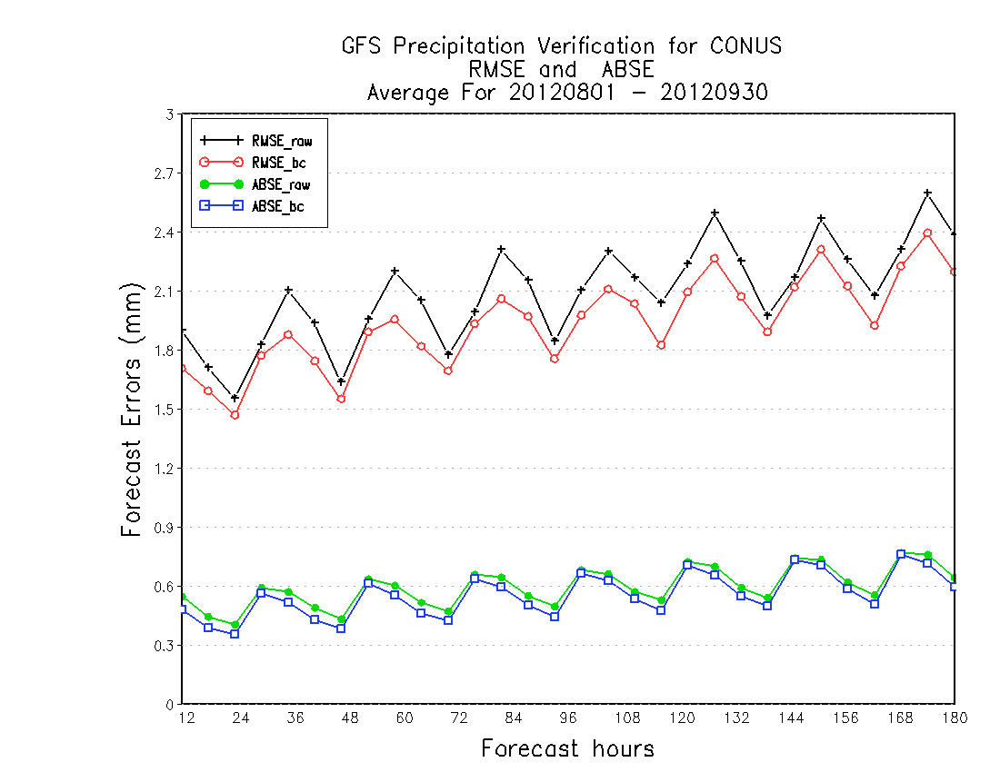 GFS Precipitation Verification for CONUS
RMSE and ABSE
Average For 20120801 - 20120930
RMSE_raw
RMSE_bc
ABSE_raw
ABSE_bc
Forecast Errors (mm)
3
2.7
2.4
2.1
1.8
1.5
1.2
0.9
0.6
0.3
0
12 24 36 48 60 72 84 96 108 120 132 144 156 168 180
Forecast hours